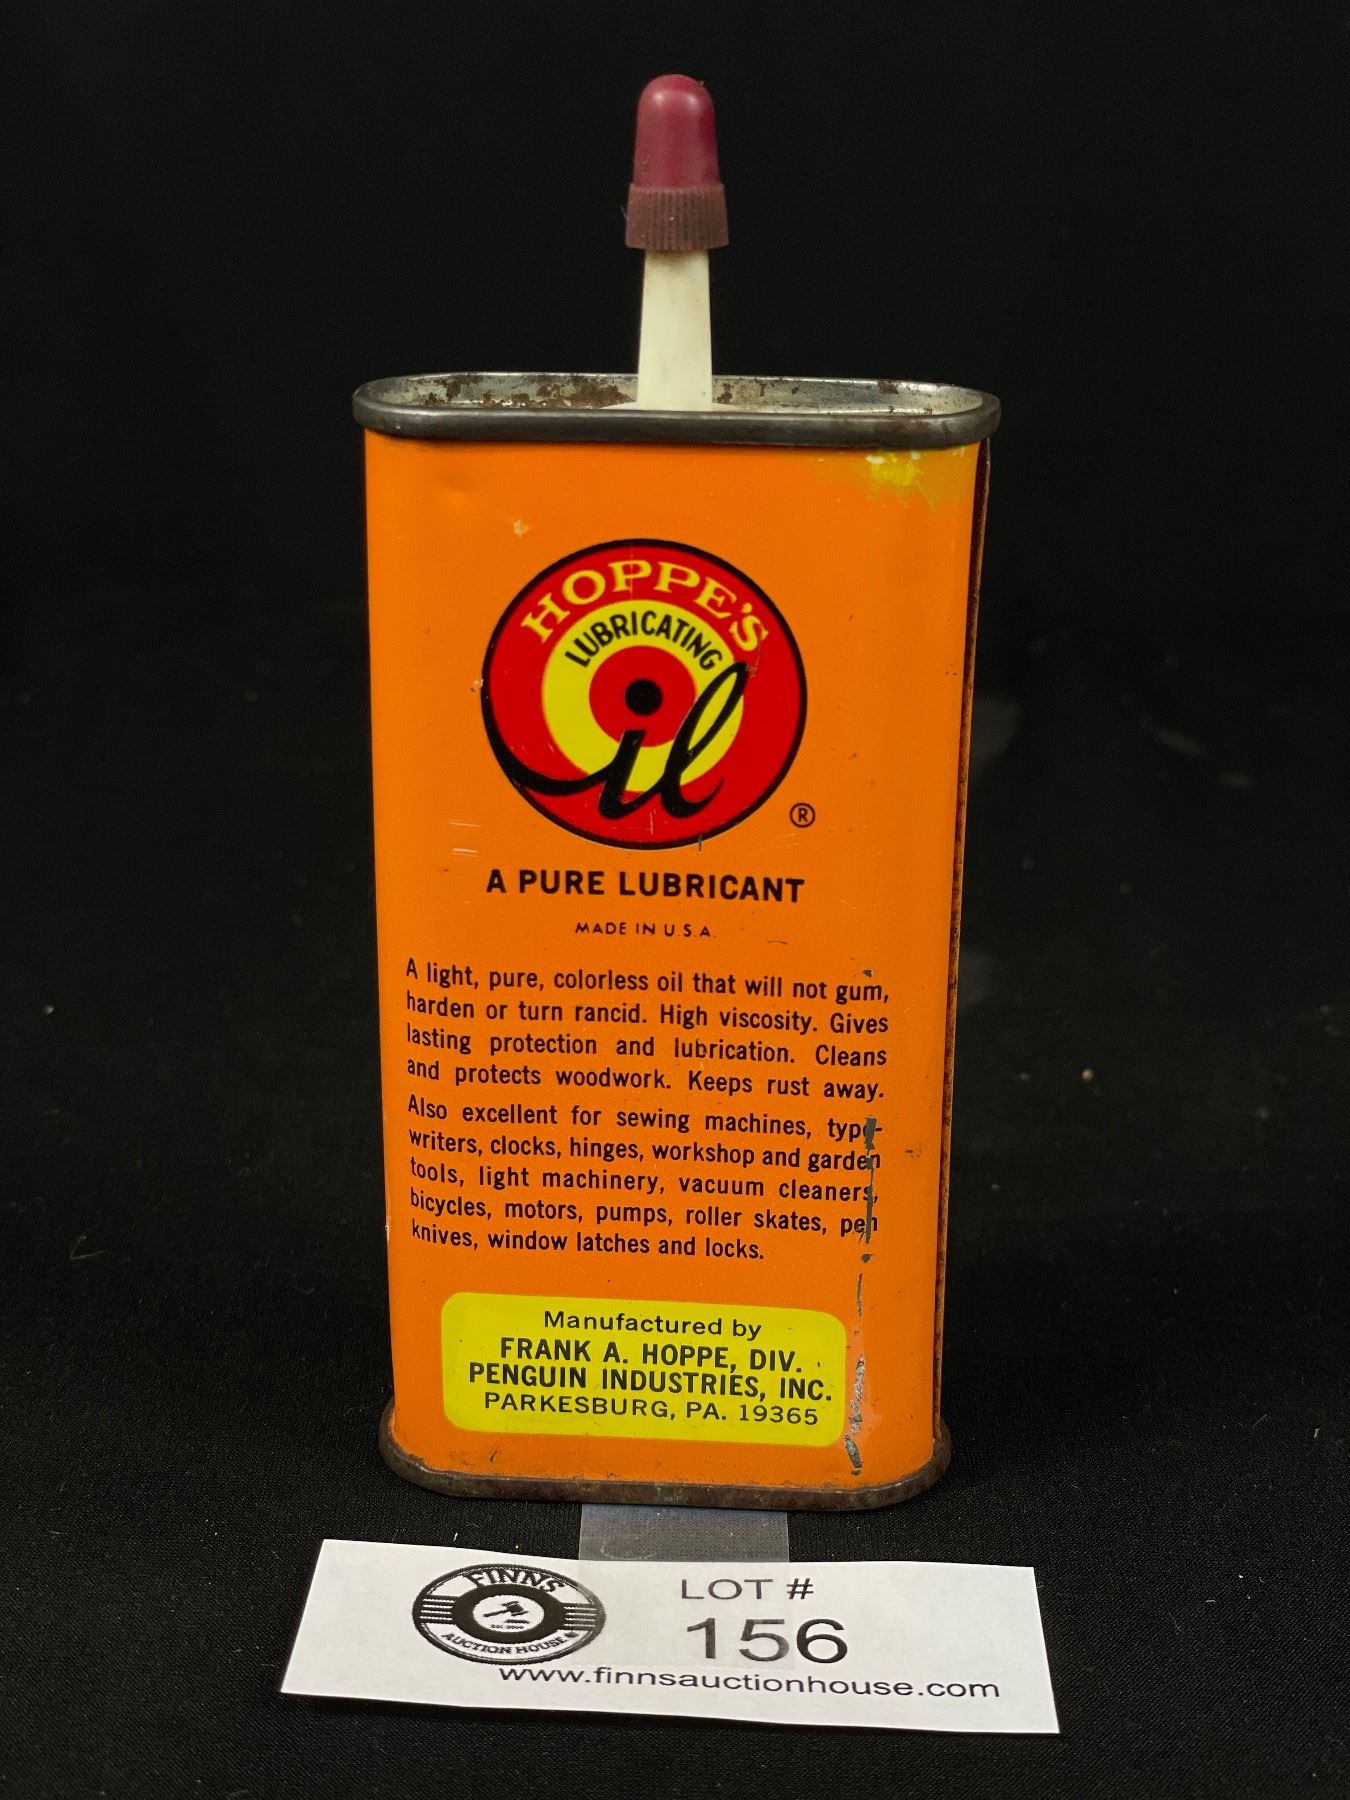 HOPPE'S
LUBRICATING
il
®
A PURE LUBRICANT
MADE IN U.S.A.
A light, pure, colorless oil that will not gum,
harden or turn rancid. High viscosity. Gives
lasting protection and lubrication. Cleans
and protects woodwork. Keeps rust away.
Also excellent for sewing machines, type-
writers, clocks, hinges, workshop and garden
tools, light machinery, vacuum cleaners,
bicycles, motors, pumps, roller skates, pen
knives, window latches and locks.
Manufactured by
FRANK A. HOPPE, DIV.
PENGUIN INDUSTRIES, INC.
PARKESBURG, PA. 19365
FINNS
AUCTION HOUSE
LOT #
156
www.finnsauctionhouse.com